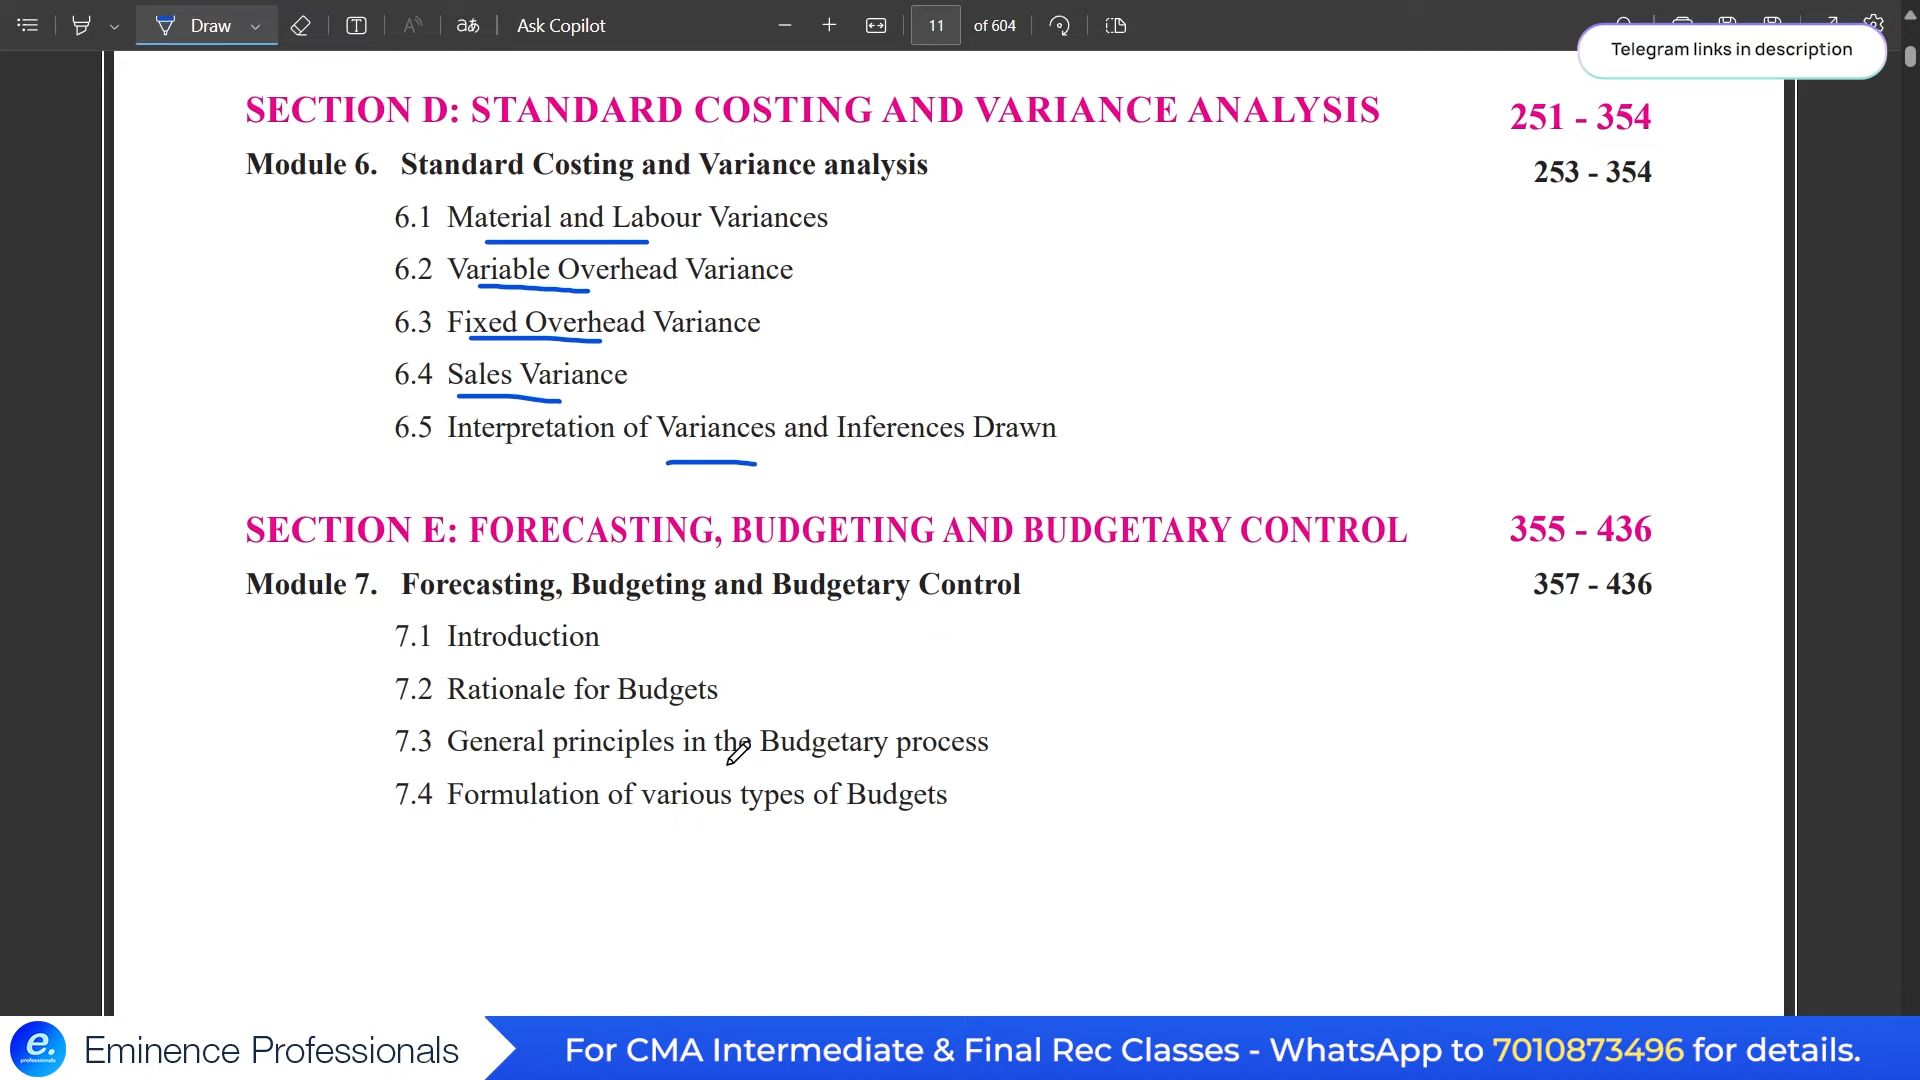 Draw
Ask Copilot
11 of 604
Telegram links in description
SECTION D: STANDARD COSTING AND VARIANCE ANALYSIS 251 - 354
Module 6. Standard Costing and Variance analysis 253 - 354
6.1 Material and Labour Variances
6.2 Variable Overhead Variance
6.3 Fixed Overhead Variance
6.4 Sales Variance
6.5 Interpretation of Variances and Inferences Drawn
SECTION E: FORECASTING, BUDGETING AND BUDGETARY CONTROL 355 - 436
Module 7. Forecasting, Budgeting and Budgetary Control 357 - 436
7.1 Introduction
7.2 Rationale for Budgets
7.3 General principles in the Budgetary process
7.4 Formulation of various types of Budgets
e.
professionals
Eminence Professionals
For CMA Intermediate & Final Rec Classes - WhatsApp to 7010873496 for details.